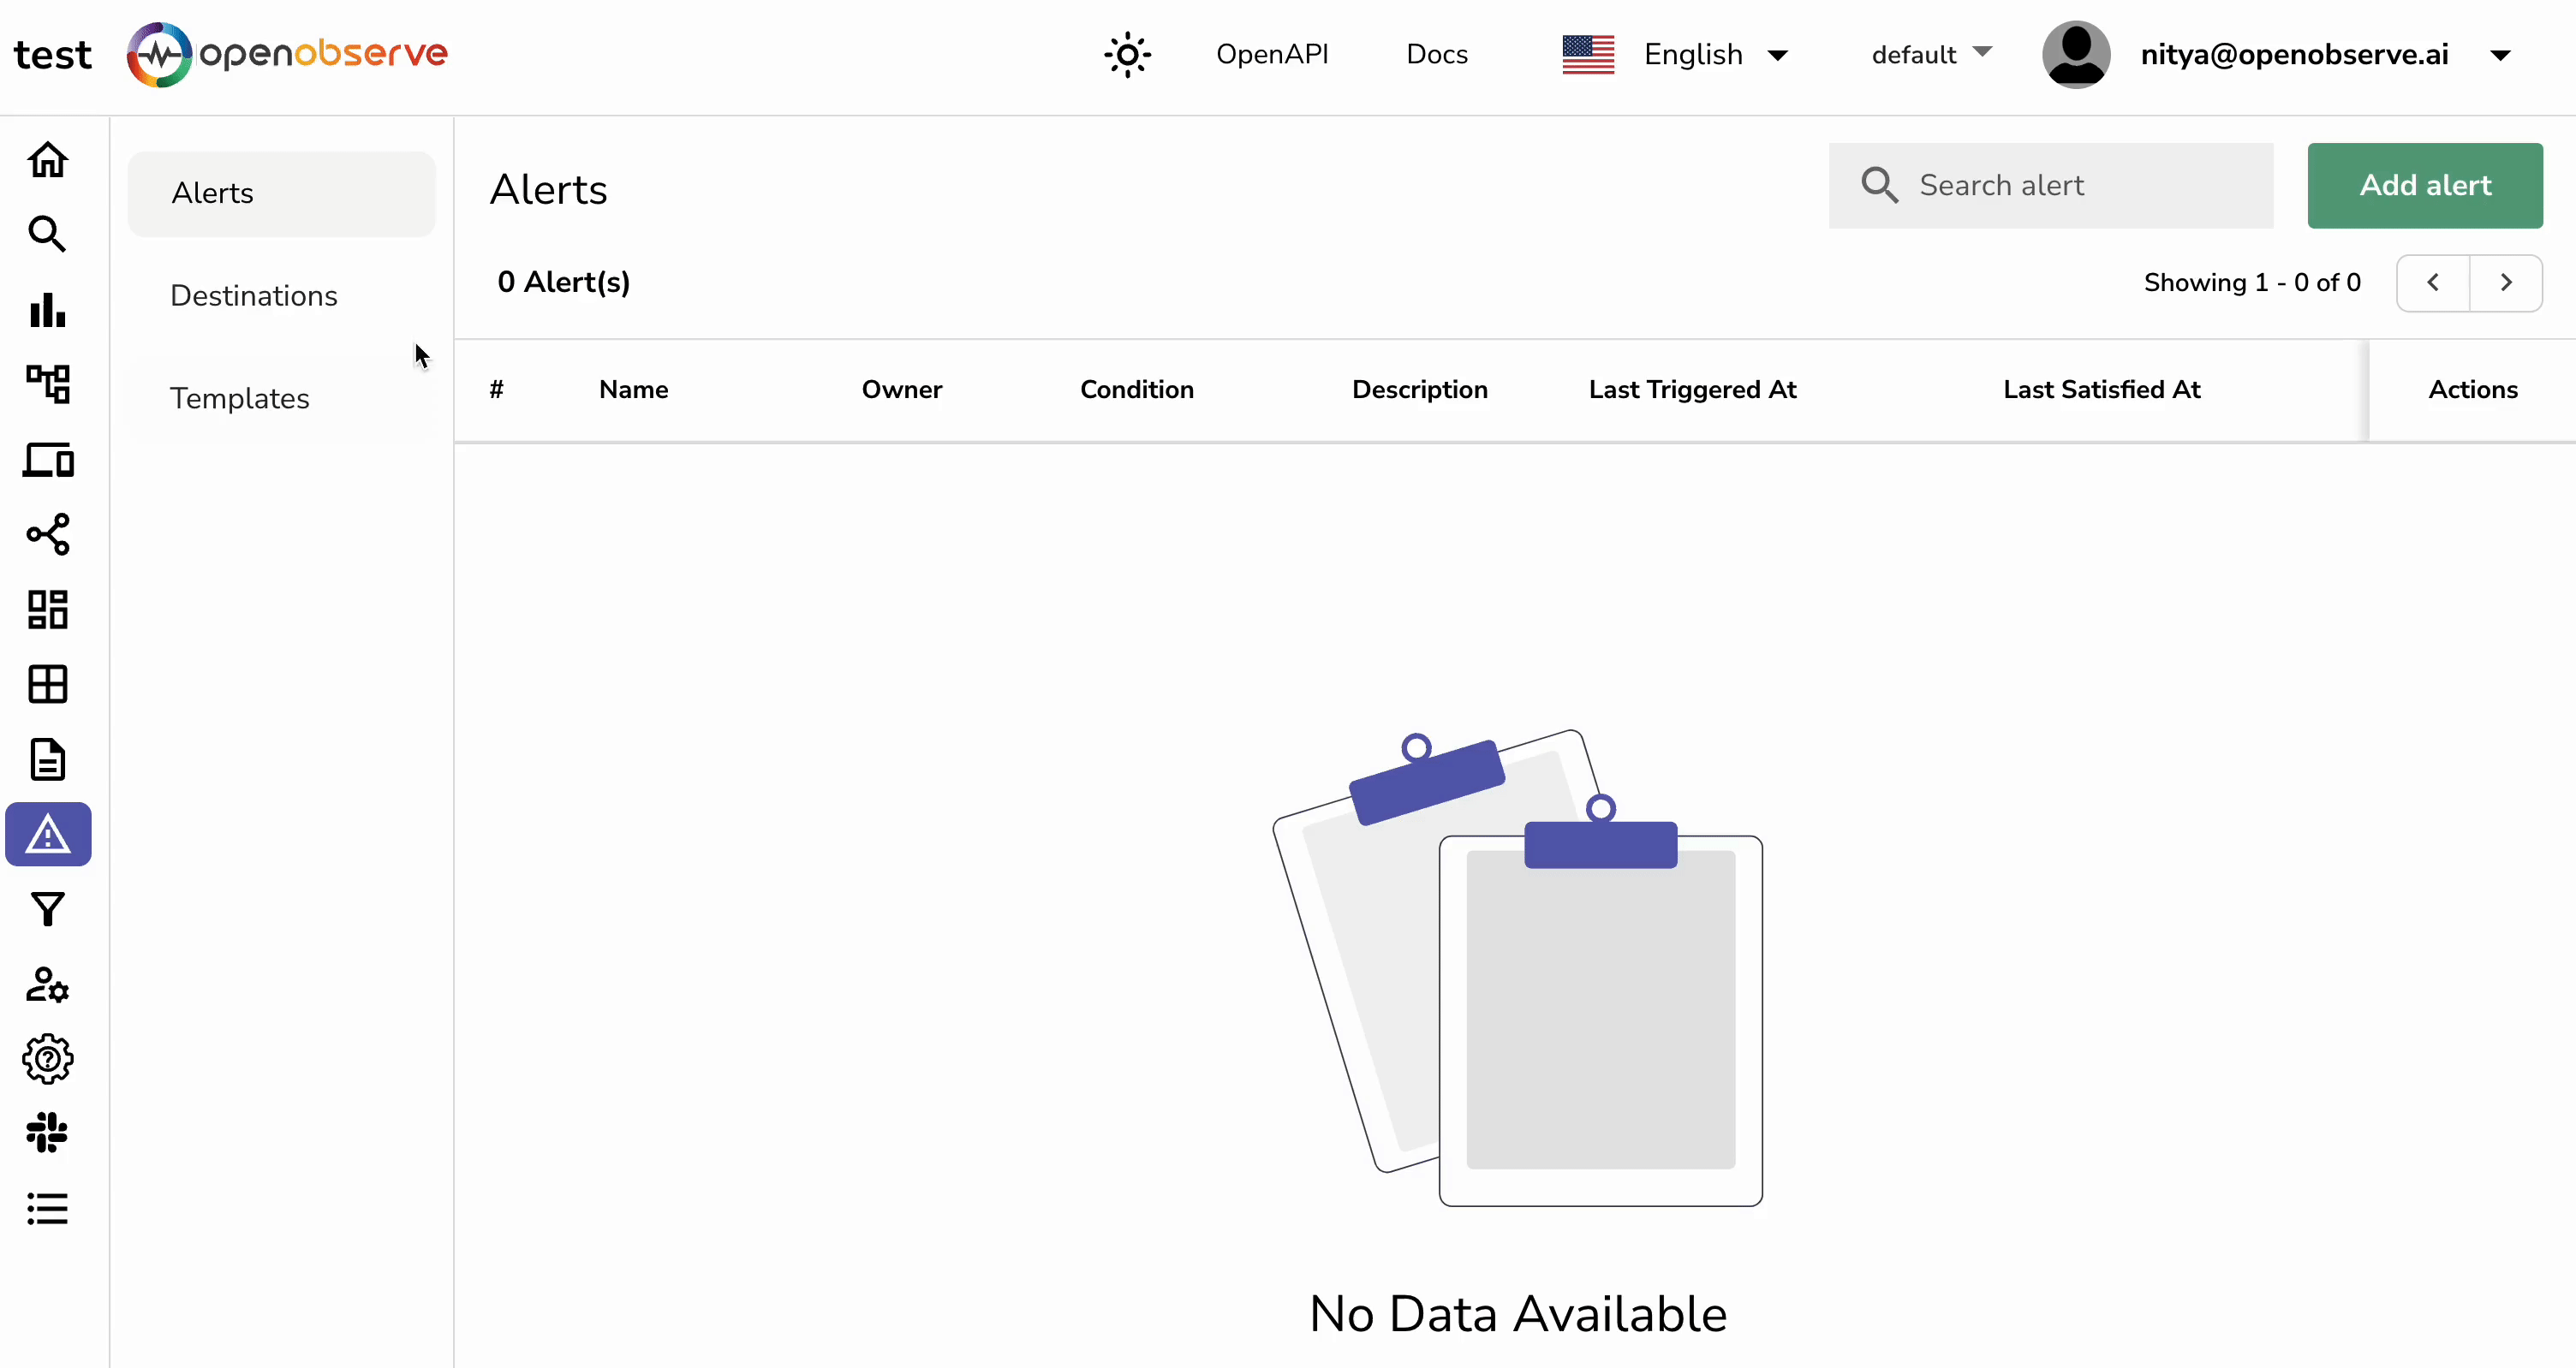 test openobserve OpenAPI Docs English default nitya@openobserve.ai
Alerts
Destinations
Templates
Alerts
Search alert
Add alert
0 Alert(s)
Showing 1 - 0 of 0
# Name Owner Condition Description Last Triggered At Last Satisfied At Actions
No Data Available